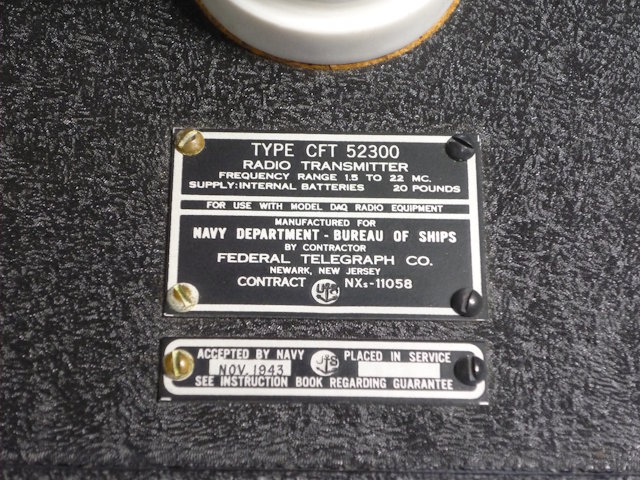 TYPE CFT 52300
RADIO TRANSMITTER
FREQUENCY RANGE 1.5 TO 22 MC.
SUPPLY:INTERNAL BATTERIES 20 POUNDS
FOR USE WITH MODEL DAQ RADIO EQUIPMENT
MANUFACTURED FOR
NAVY DEPARTMENT - BUREAU OF SHIPS
BY CONTRACTOR
FEDERAL TELEGRAPH CO.
NEWARK, NEW JERSEY
CONTRACT NXs-11058
ACCEPTED BY NAVY PLACED IN SERVICE
NOV 1943
SEE INSTRUCTION BOOK REGARDING GUARANTEE